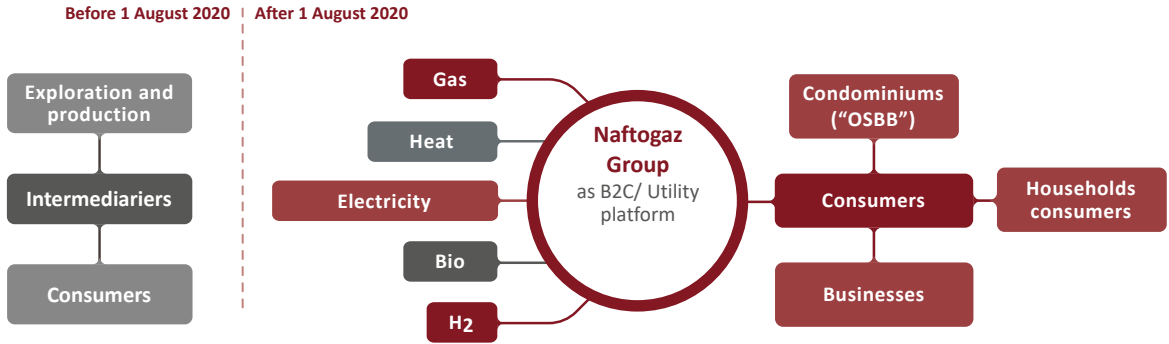 Before 1 August 2020
After 1 August 2020
Exploration and
production
Intermediariers
Consumers
Gas
Heat
Electricity
Bio
H2
Naftogaz
Group
as B2C/ Utility
platform
Condominiums
(“OSBB”)
Consumers
Households
consumers
Businesses